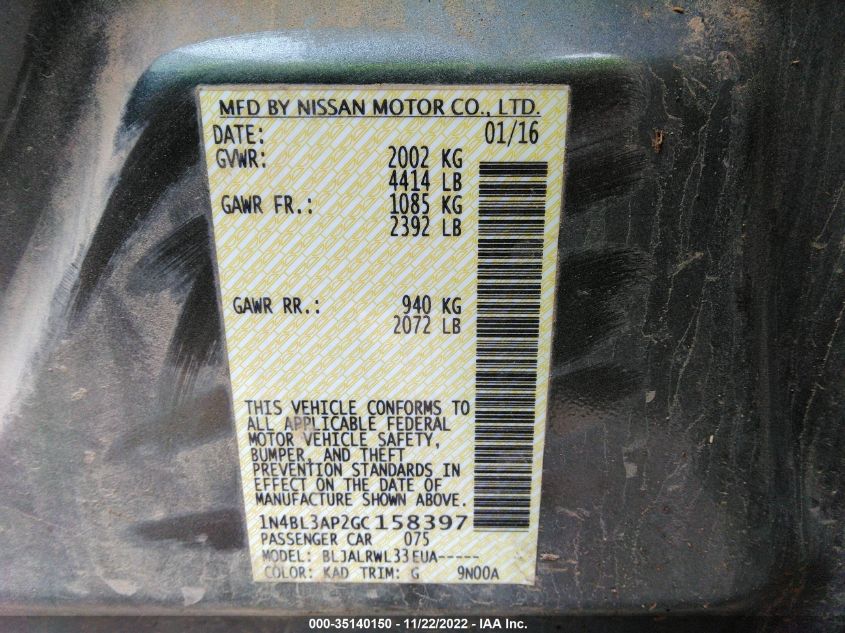 MFD BY NISSAN MOTOR CO., LTD.
DATE: 01/16
GVWR: 2002 KG
4414 LB
GAWR FR.: 1085 KG
2392 LB
GAWR RR.: 940 KG
2072 LB
THIS VEHICLE CONFORMS TO
ALL APPLICABLE FEDERAL
MOTOR VEHICLE SAFETY,
BUMPER, AND THEFT
PREVENTION STANDARDS IN
EFFECT ON THE DATE OF
MANUFACTURE SHOWN ABOVE.
1N4BL3AP2GC158397
PASSENGER CAR 075
MODEL: BLJALRWL33EUA-----
COLOR: KAD TRIM: G 9N00A
000-35140150 - 11/22/2022 - IAA Inc.